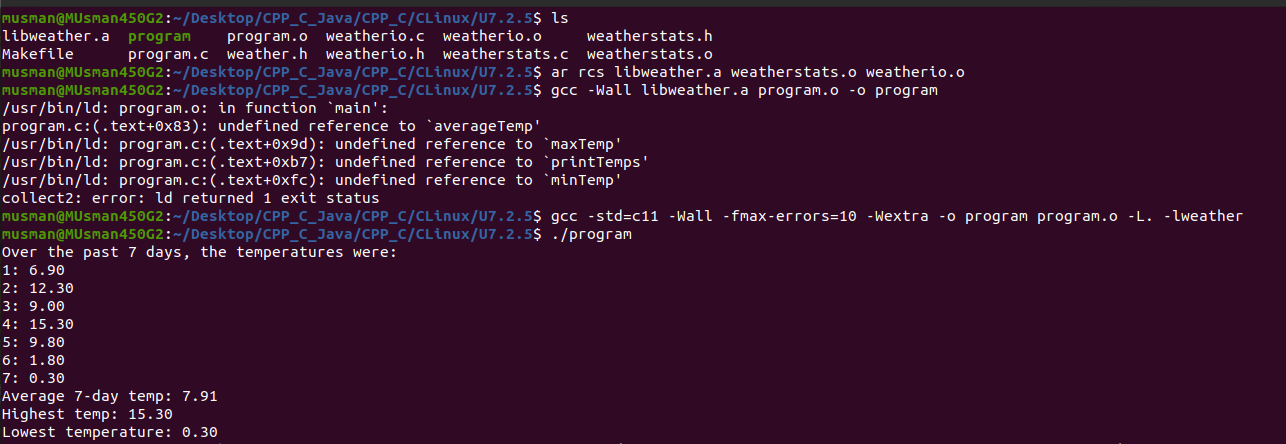 musman@MUsman450G2:~/Desktop/CPP_C_Java/CPP_C/CLinux/U7.2.5$ ls
libweather.a  program    program.o  weatherio.c  weatherio.o     weatherstats.h
Makefile      program.c  weather.h  weatherio.h  weatherstats.c  weatherstats.o
musman@MUsman450G2:~/Desktop/CPP_C_Java/CPP_C/CLinux/U7.2.5$ ar rcs libweather.a weatherstats.o weatherio.o
musman@MUsman450G2:~/Desktop/CPP_C_Java/CPP_C/CLinux/U7.2.5$ gcc -Wall libweather.a program.o -o program
/usr/bin/ld: program.o: in function `main':
program.c:(.text+0x83): undefined reference to `averageTemp'
/usr/bin/ld: program.c:(.text+0x9d): undefined reference to `maxTemp'
/usr/bin/ld: program.c:(.text+0xb7): undefined reference to `printTemps'
/usr/bin/ld: program.c:(.text+0xfc): undefined reference to `minTemp'
collect2: error: ld returned 1 exit status
musman@MUsman450G2:~/Desktop/CPP_C_Java/CPP_C/CLinux/U7.2.5$ gcc -std=c11 -Wall -fmax-errors=10 -Wextra -o program program.o -L. -lweather
musman@MUsman450G2:~/Desktop/CPP_C_Java/CPP_C/CLinux/U7.2.5$ ./program
Over the past 7 days, the temperatures were:
1: 6.90
2: 12.30
3: 9.00
4: 15.30
5: 9.80
6: 1.80
7: 0.30
Average 7-day temp: 7.91
Highest temp: 15.30
Lowest temperature: 0.30